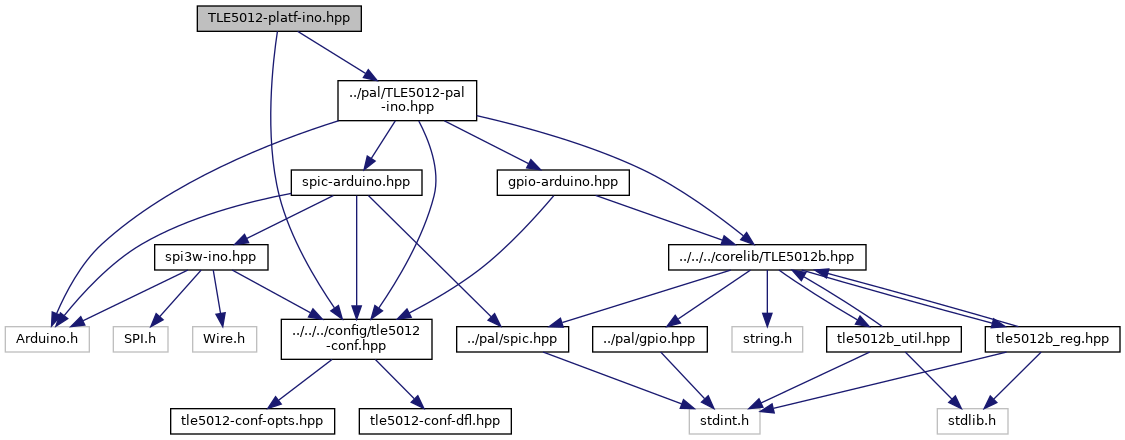 TLE5012-platf-ino.hpp
../pal/TLE5012-pal
-ino.hpp
spic-arduino.hpp
gpio-arduino.hpp
spi3w-ino.hpp
../../../corelib/TLE5012b.hpp
Arduino.h
SPI.h
Wire.h
../../../config/tle5012
-conf.hpp
../pal/spic.hpp
../pal/gpio.hpp
string.h
tle5012b_util.hpp
tle5012b_reg.hpp
tle5012-conf-opts.hpp
tle5012-conf-dfl.hpp
stdint.h
stdlib.h